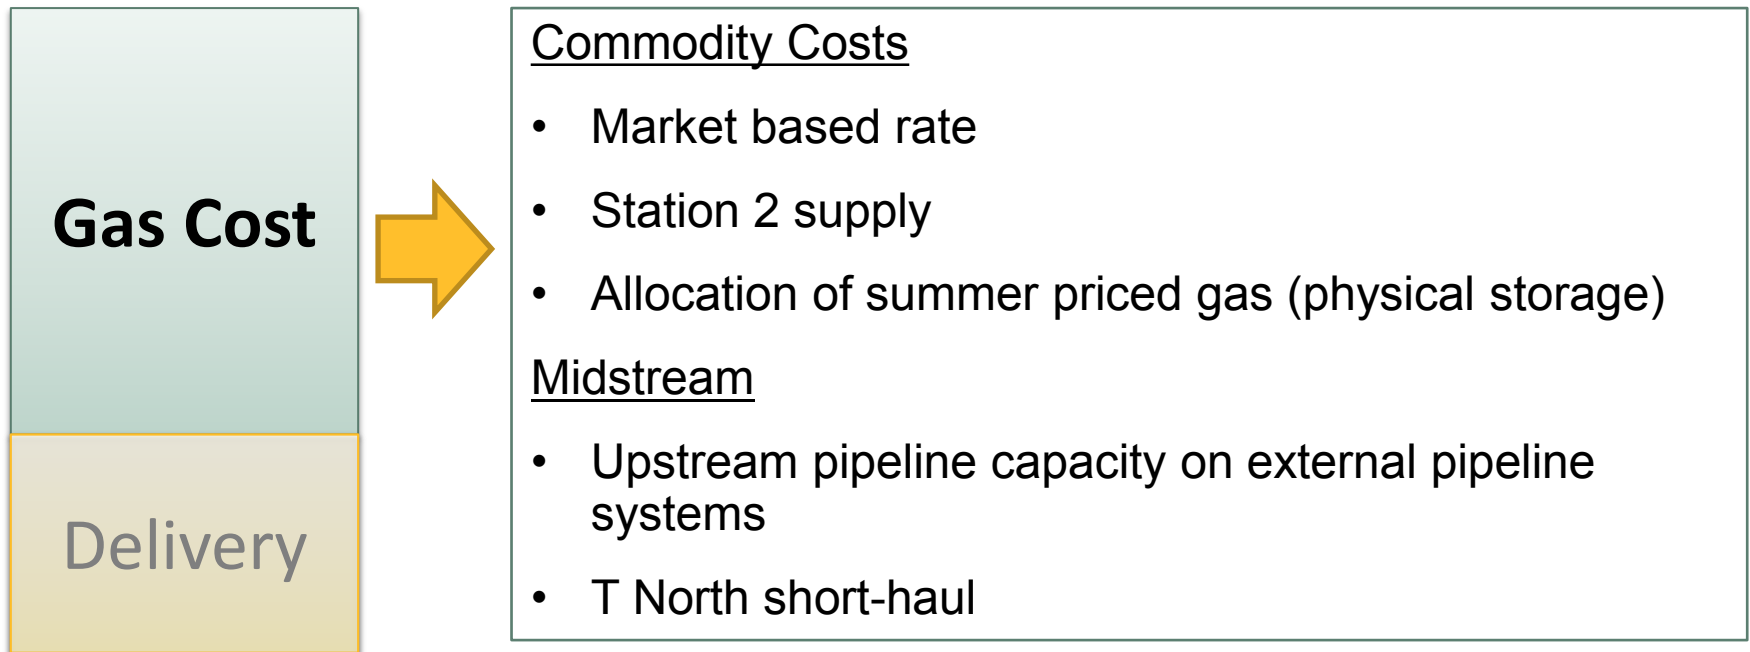 Gas Cost
Delivery
Commodity Costs
• Market based rate
• Station 2 supply
• Allocation of summer priced gas (physical storage)
Midstream
• Upstream pipeline capacity on external pipeline
systems
• T North short-haul